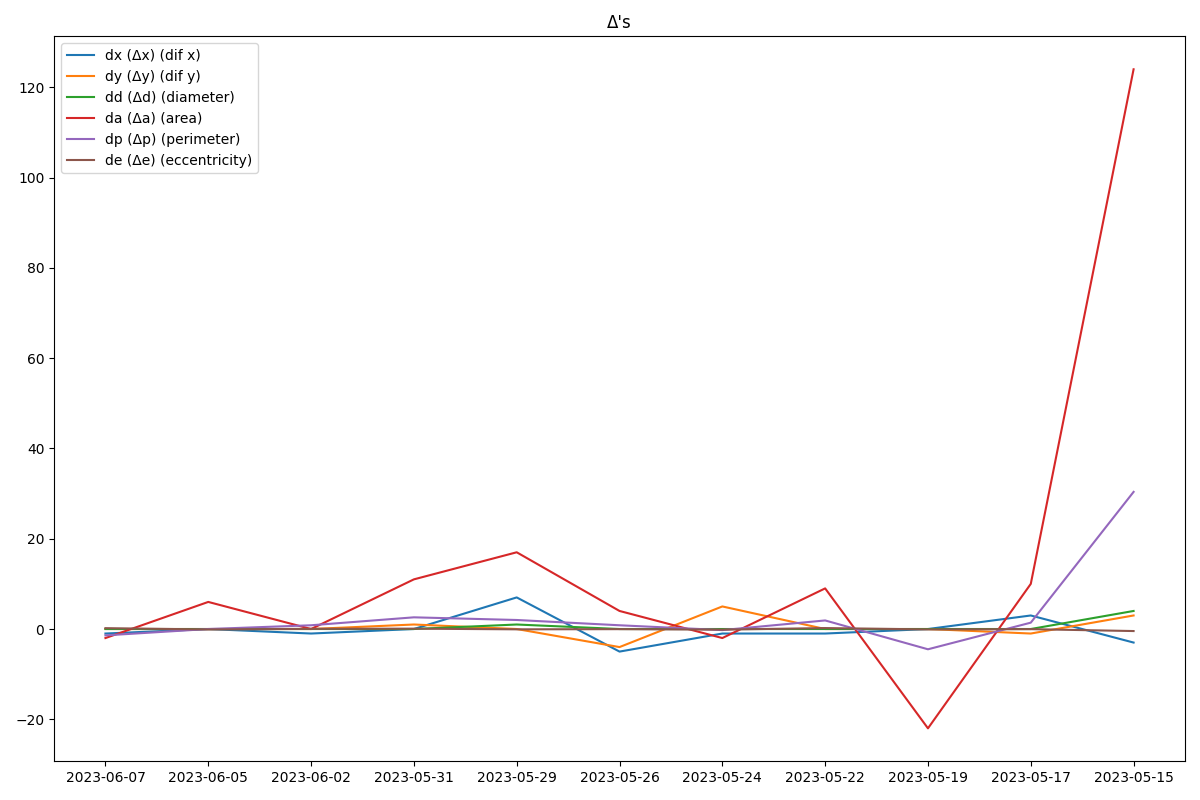 Δ's
dx (Δx) (dif x)
dy (Δy) (dif y)
dd (Δd) (diameter)
da (Δa) (area)
dp (Δp) (perimeter)
de (Δe) (eccentricity)
120
100
80
60
40
20
0
−20
2023-06-07 2023-06-05 2023-06-02 2023-05-31 2023-05-29 2023-05-26 2023-05-24 2023-05-22 2023-05-19 2023-05-17 2023-05-15